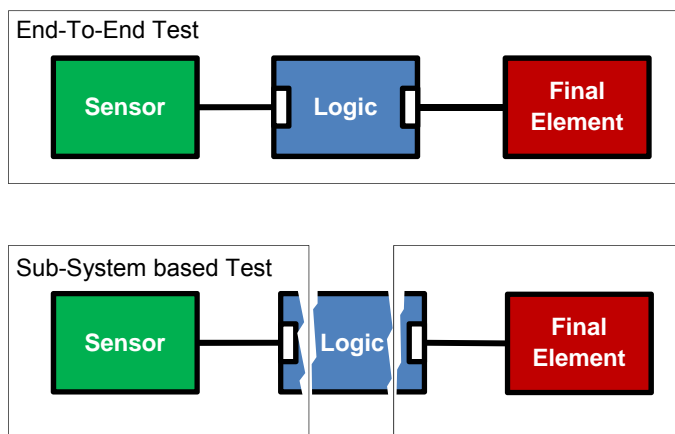 End-To-End Test
Sensor
Logic
Final
Element
Sub-System based Test
Sensor
Logic
Final
Element